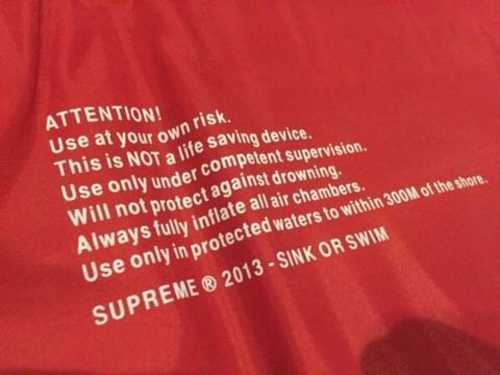 ATTENTION!
Use at your own risk.
This is NOT a life saving device.
Use only under competent supervision.
Will not protect against drowning.
Always fully inflate all air chambers.
Use only in protected waters to within 300M of the shore.
SUPREME ® 2013 - SINK OR SWIM